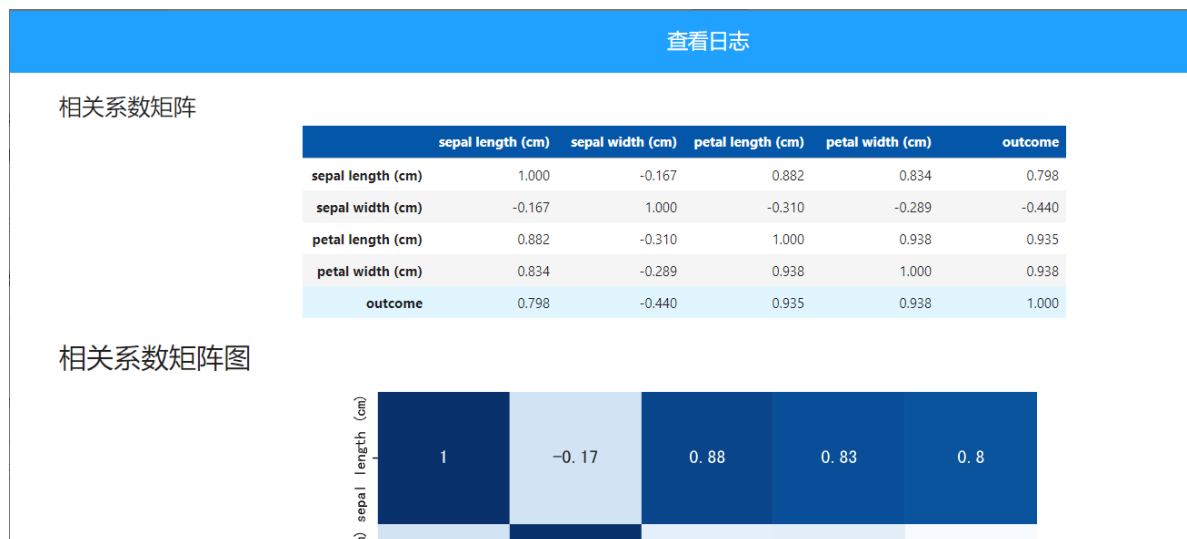 查看日志
相关系数矩阵
sepal length (cm) sepal width (cm) petal length (cm) petal width (cm) outcome
sepal length (cm) 1.000 -0.167 0.882 0.834 0.798
sepal width (cm) -0.167 1.000 -0.310 -0.289 -0.440
petal length (cm) 0.882 -0.310 1.000 0.938 0.935
petal width (cm) 0.834 -0.289 0.938 1.000 0.938
outcome 0.798 -0.440 0.935 0.938 1.000
相关系数矩阵图
sepal length (cm)
1 -0.17 0.88 0.83 0.8